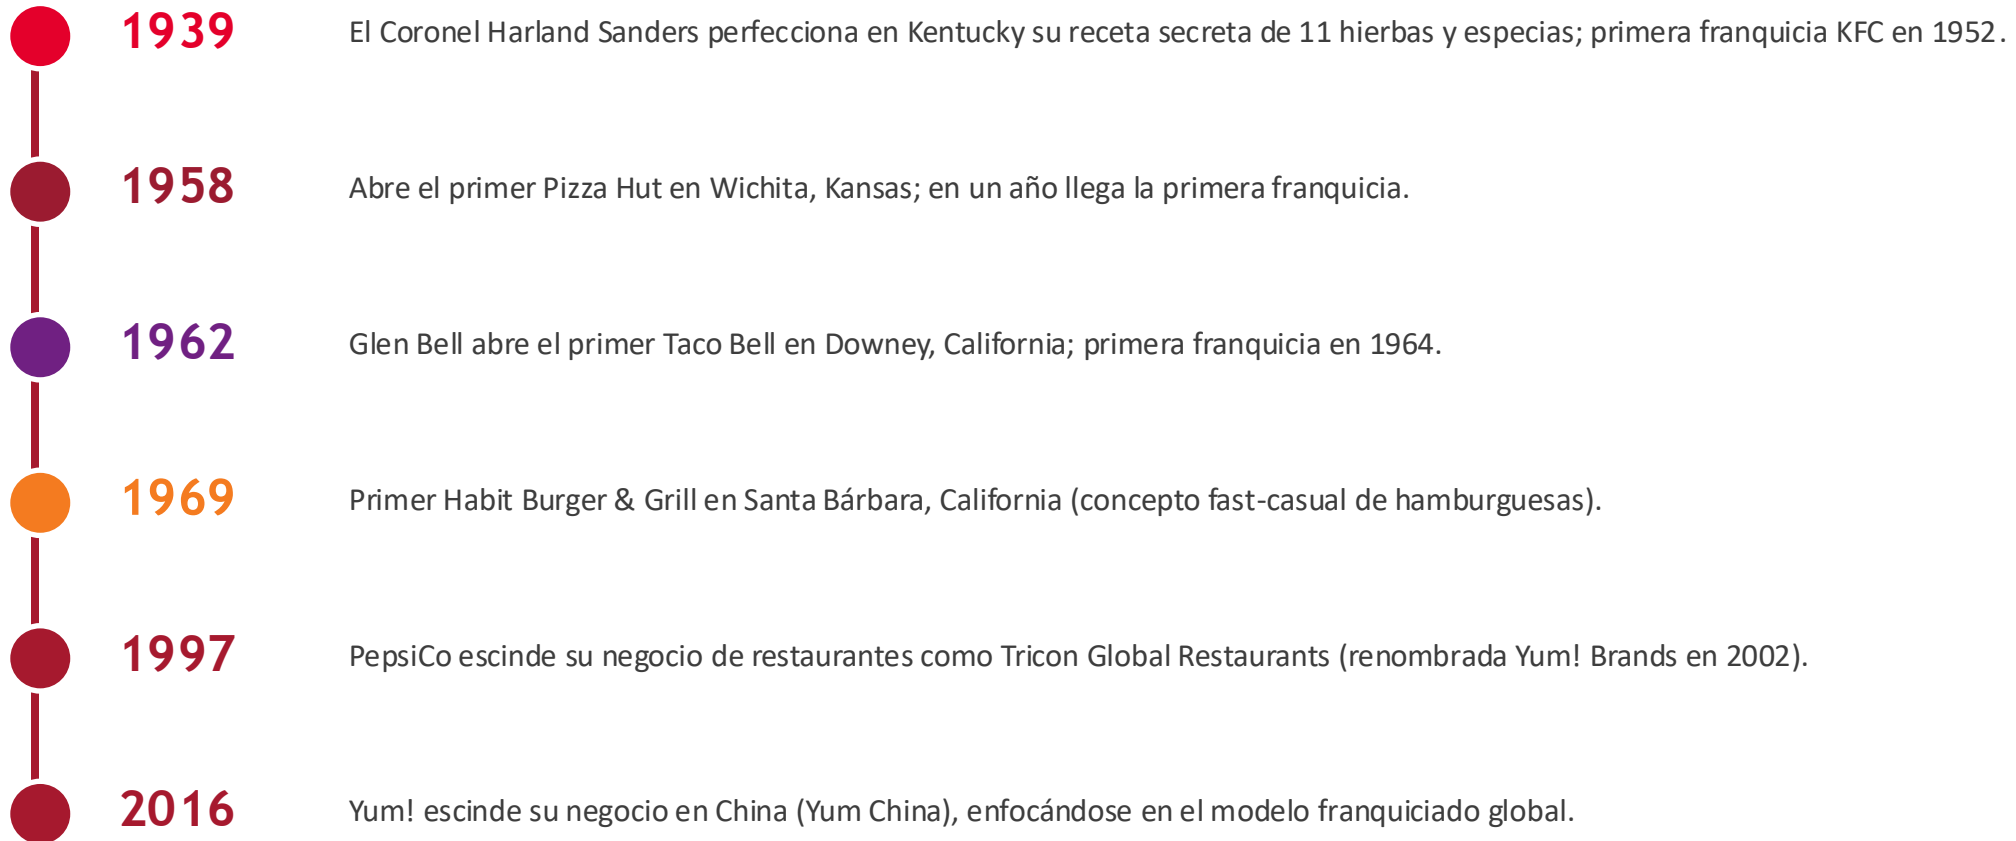 1939 El Coronel Harland Sanders perfecciona en Kentucky su receta secreta de 11 hierbas y especias; primera franquicia KFC en 1952.
1958 Abre el primer Pizza Hut en Wichita, Kansas; en un año llega la primera franquicia.
1962 Glen Bell abre el primer Taco Bell en Downey, California; primera franquicia en 1964.
1969 Primer Habit Burger & Grill en Santa Bárbara, California (concepto fast-casual de hamburguesas).
1997 PepsiCo escinde su negocio de restaurantes como Tricon Global Restaurants (renombrada Yum! Brands en 2002).
2016 Yum! escinde su negocio en China (Yum China), enfocándose en el modelo franquiciado global.